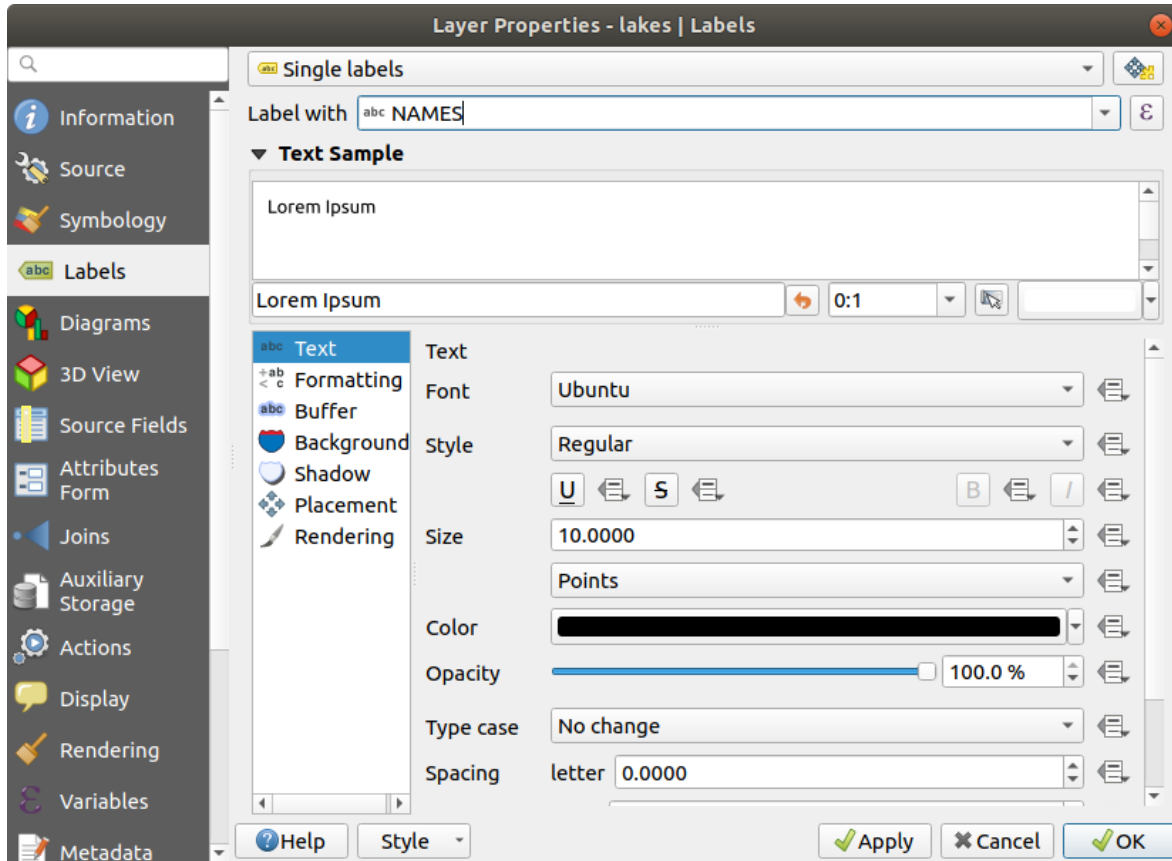 Layer Properties - lakes | Labels
Single labels
Label with abc NAMES ε
Text Sample
Lorem Ipsum
Lorem Ipsum 0:1
Information
Source
Symbology
abc Labels
Diagrams
3D View
Source Fields
Attributes
Form
Joins
Auxiliary
Storage
Actions
Display
Rendering
Variables
Metadata
abc Text
+ab
< c Formatting
abc Buffer
Background
Shadow
Placement
Rendering
Text
Font Ubuntu
Style Regular
U S B I
Size 10.0000
Points
Color
Opacity 100.0 %
Type case No change
Spacing letter 0.0000
Help Style Apply Cancel OK